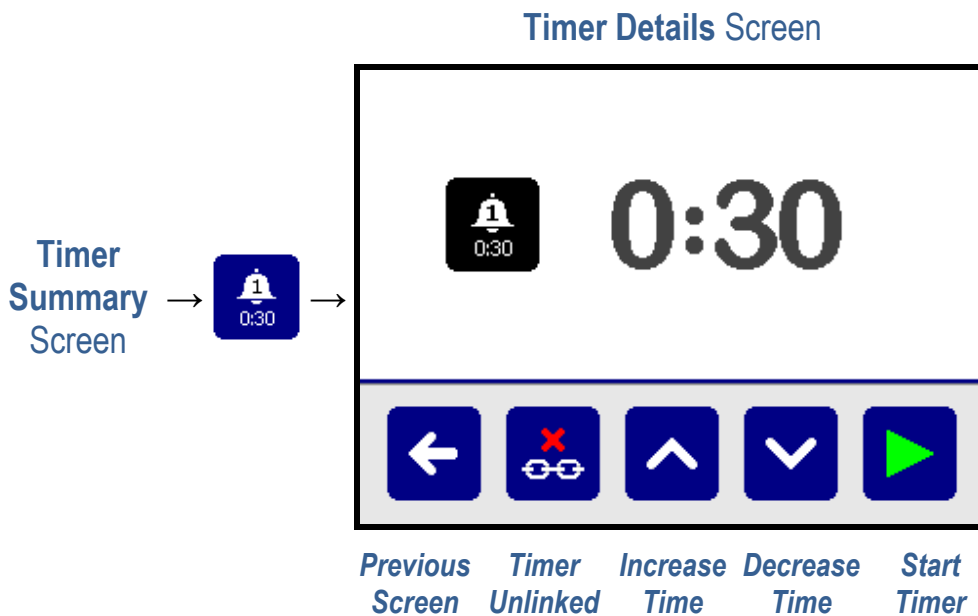 Timer Details Screen
1
0:30
0:30
Timer
Summary
Screen
→
1
0:30
→
Previous
Screen
Timer
Unlinked
Increase
Time
Decrease
Time
Start
Timer